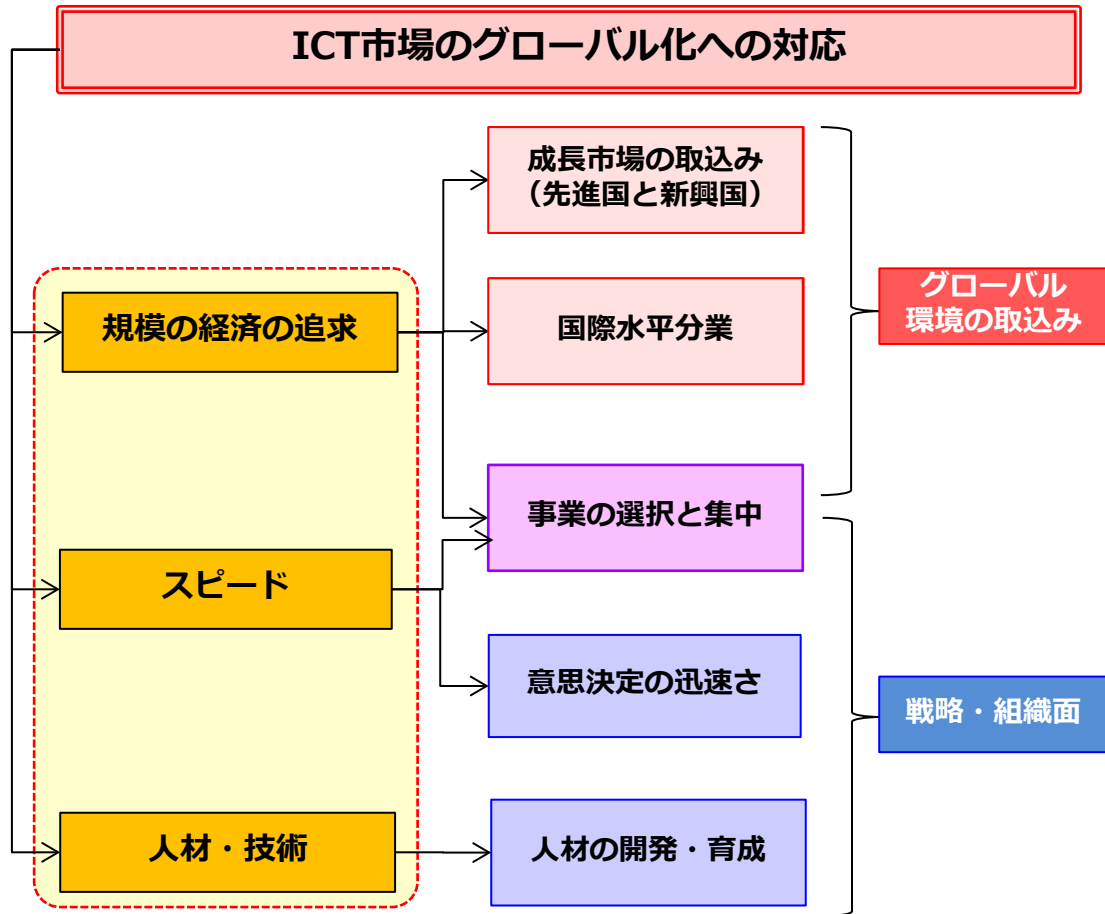 ICT市場のグローバル化への対応
成長市場の取込み
（先進国と新興国）
規模の経済の追求
国際水平分業
グローバル
環境の取込み
事業の選択と集中
スピード
意思決定の迅速さ
戦略・組織面
人材・技術
人材の開発・育成